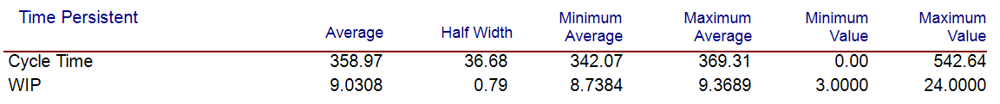 Time Persistent
Average Half Width Minimum Average Maximum Average Minimum Value Maximum Value
Cycle Time 358.97 36.68 342.07 369.31 0.00 542.64
WIP 9.0308 0.79 8.7384 9.3689 3.0000 24.0000